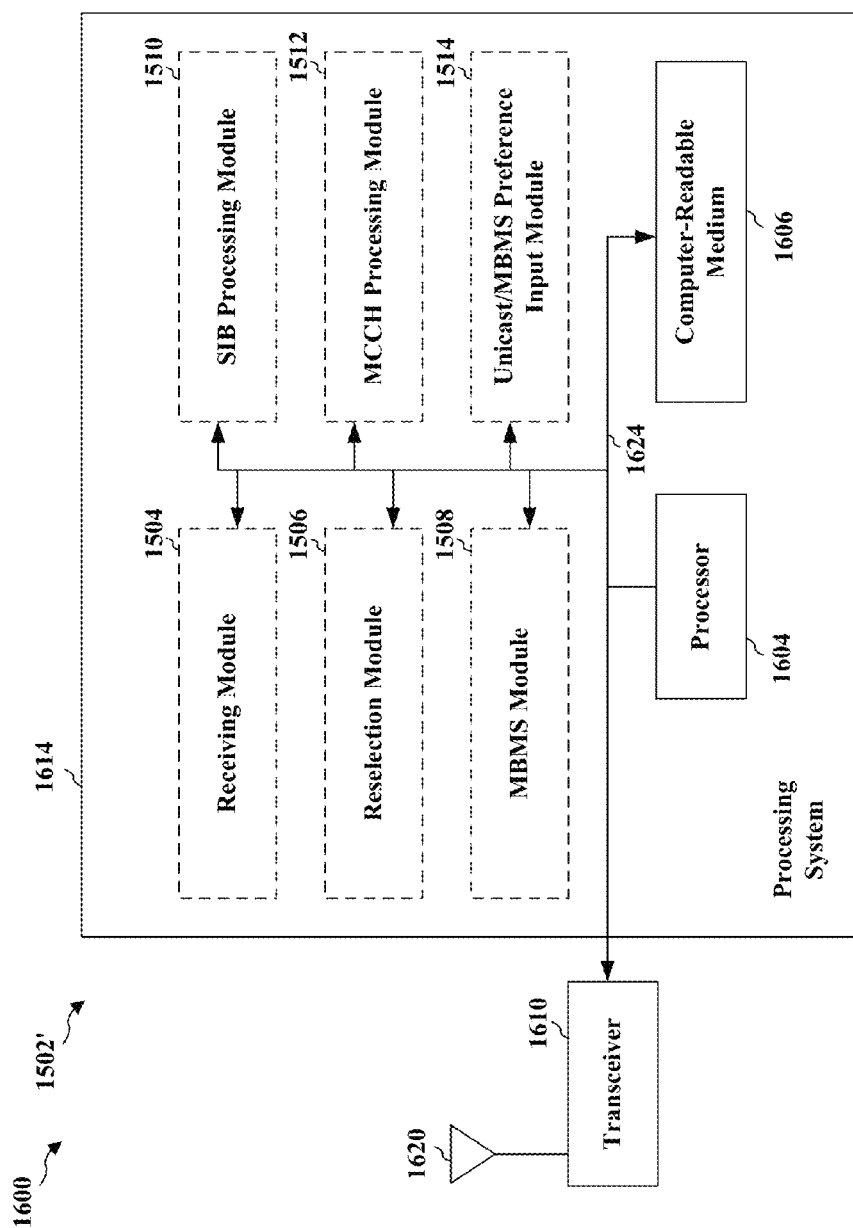 1600
1502'
1614
1620
1610
Transceiver
1504
Receiving Module
1506
Reselection Module
1508
MBMS Module
1510
SIB Processing Module
1512
MCCH Processing Module
1514
Unicast/MBMS Preference
Input Module
1624
Processor
1604
Computer-Readable
Medium
1606
Processing
System